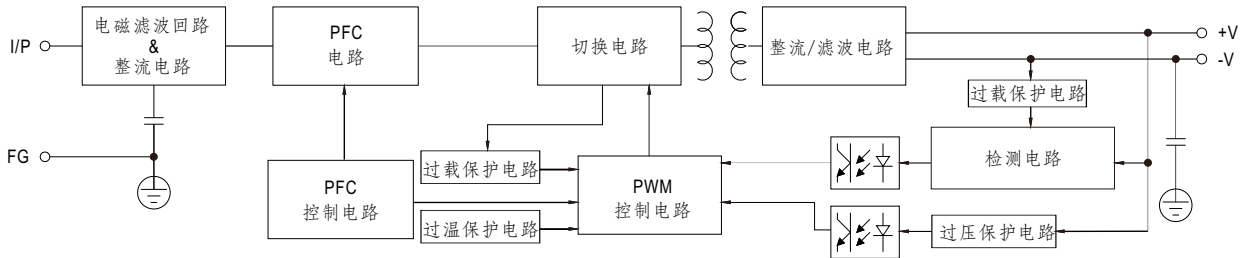 I/P
电磁滤波回路
&
整流电路
PFC
电路
切换电路
整流/滤波电路
+V
-V
过载保护电路
FG
PFC
控制电路
过载保护电路
过温保护电路
PWM
控制电路
检测电路
过压保护电路